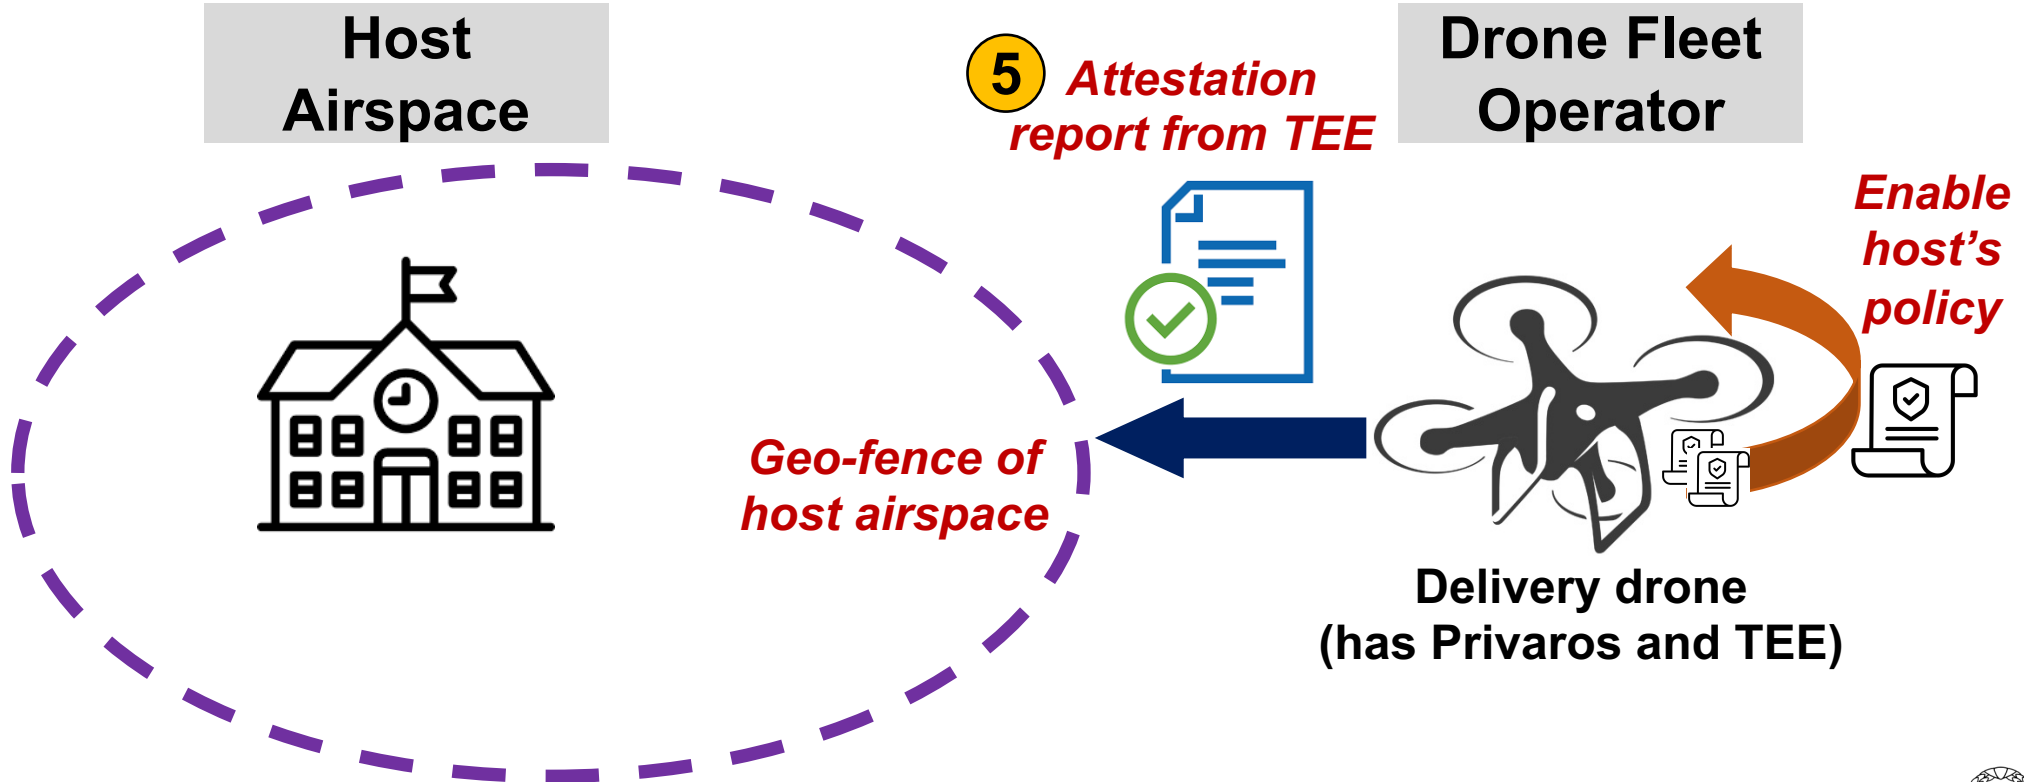 Host
Airspace
5
Attestation
report from TEE
Drone Fleet
Operator
Enable
host's
policy
Geo-fence of
host airspace
Delivery drone
(has Privaros and TEE)